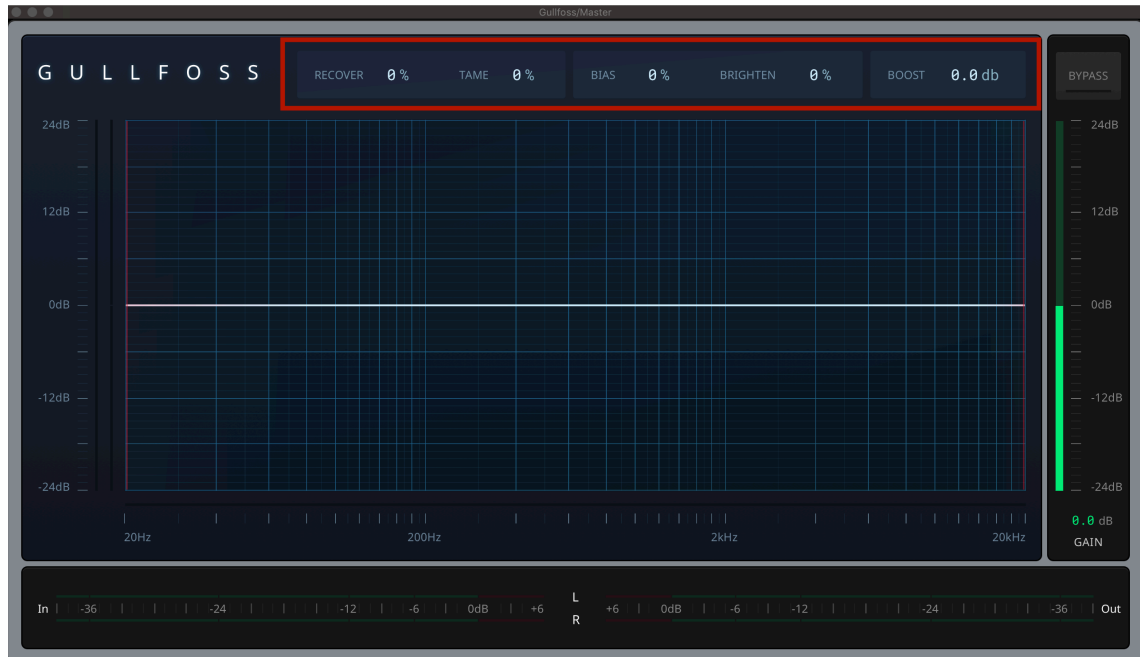 Gullfoss/Master
GULLFOSS
RECOVER 0% TAME 0% BIAS 0% BRIGHTEN 0% BOOST 0.0 db
BYPASS
24dB
12dB
0dB
-12dB
-24dB
20Hz 200Hz 2kHz 20kHz
24dB
12dB
0dB
-12dB
-24dB
0.0 dB
GAIN
In -36 -24 -12 -6 0dB +6
L
R
+6 0dB -6 -12 -24 -36 Out